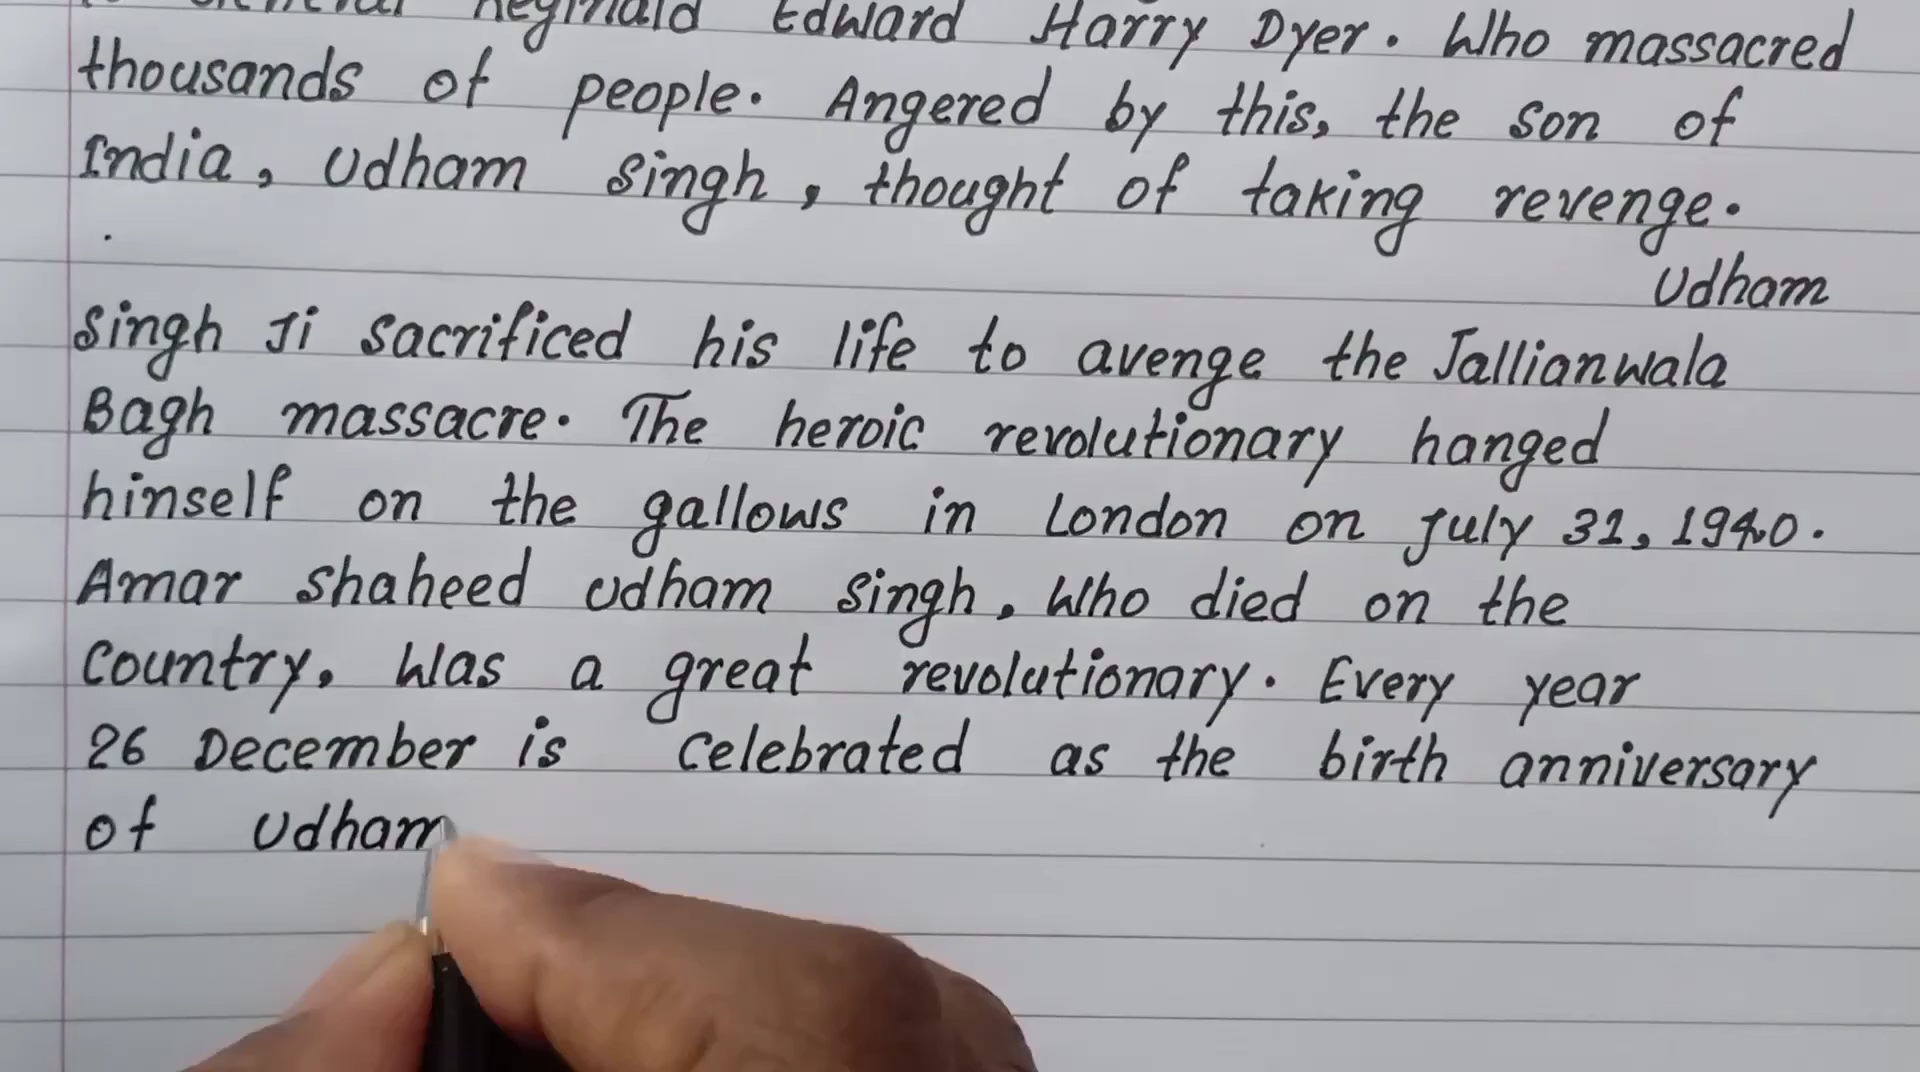 General Reginald Edward Harry Dyer. Who massacred
thousands of people. Angered by this, the son of
India, Udham Singh, thought of taking revenge.
Udham
Singh Ji sacrificed his life to avenge the Jallianwala
Bagh massacre. The heroic revolutionary hanged
hinself on the gallows in London on July 31, 1940.
Amar shaheed Udham Singh, Who died on the
Country, Was a great revolutionary. Every year
26 December is Celebrated as the birth anniversary
of Udham